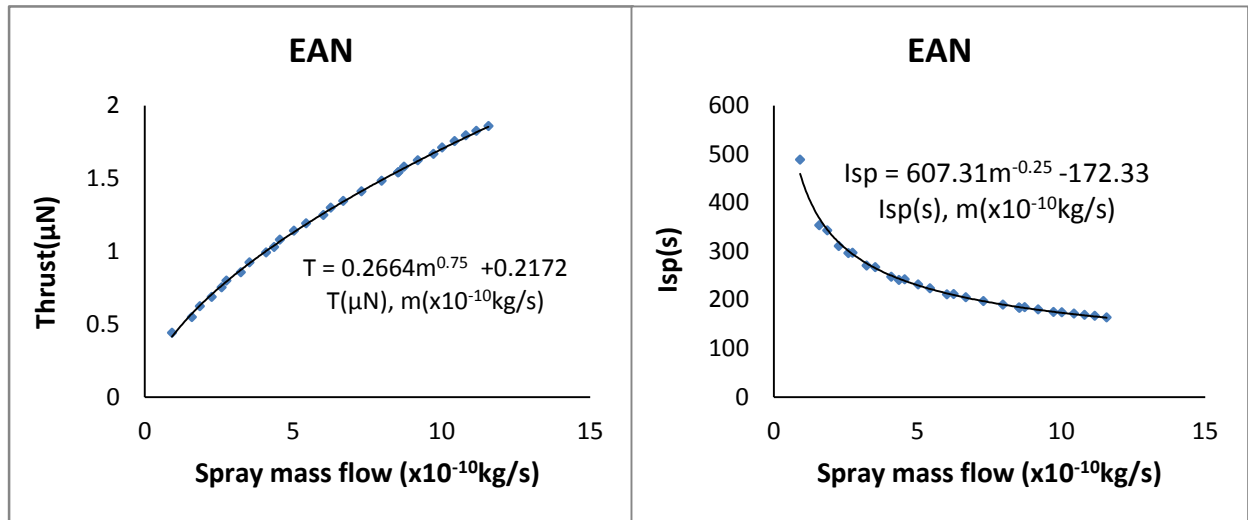 EAN
Thrust(μN)
2
1.5
1
0.5
0
T = 0.2664m^0.75 +0.2172
T(μN), m(x10^-10kg/s)
0 5 10 15
Spray mass flow (x10^-10kg/s)
EAN
Isp(s)
600
500
400
300
200
100
0
Isp = 607.31m^-0.25 -172.33
Isp(s), m(x10^-10kg/s)
0 5 10 15
Spray mass flow (x10^-10kg/s)